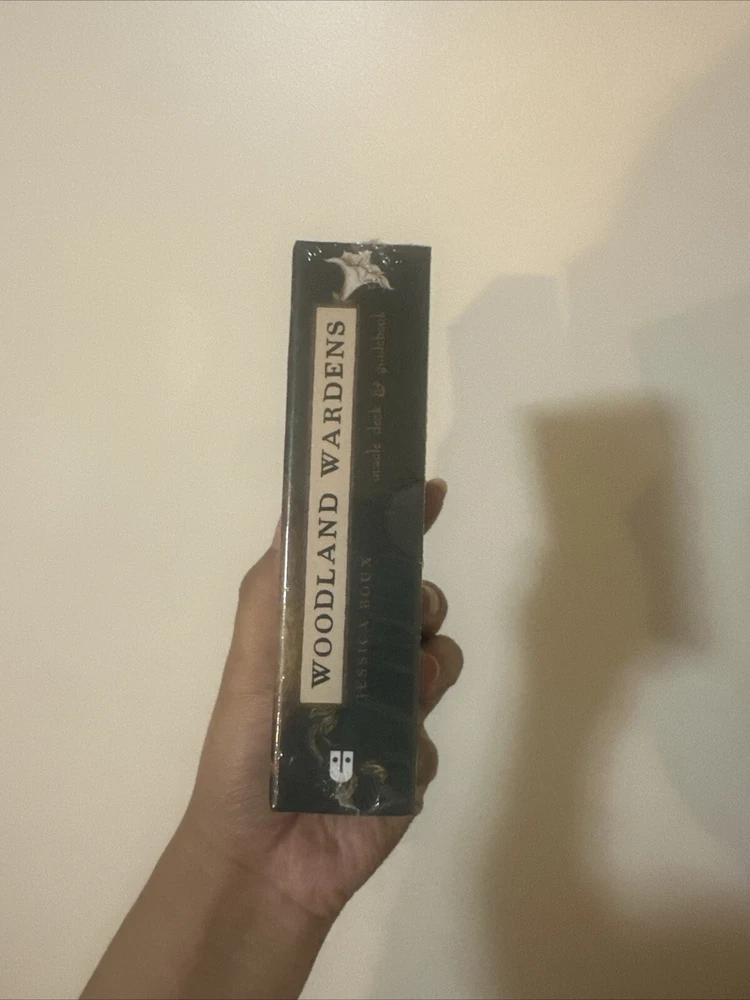 WOODLAND WARDENS
oracle deck & guidebook
JESSICA ROUX